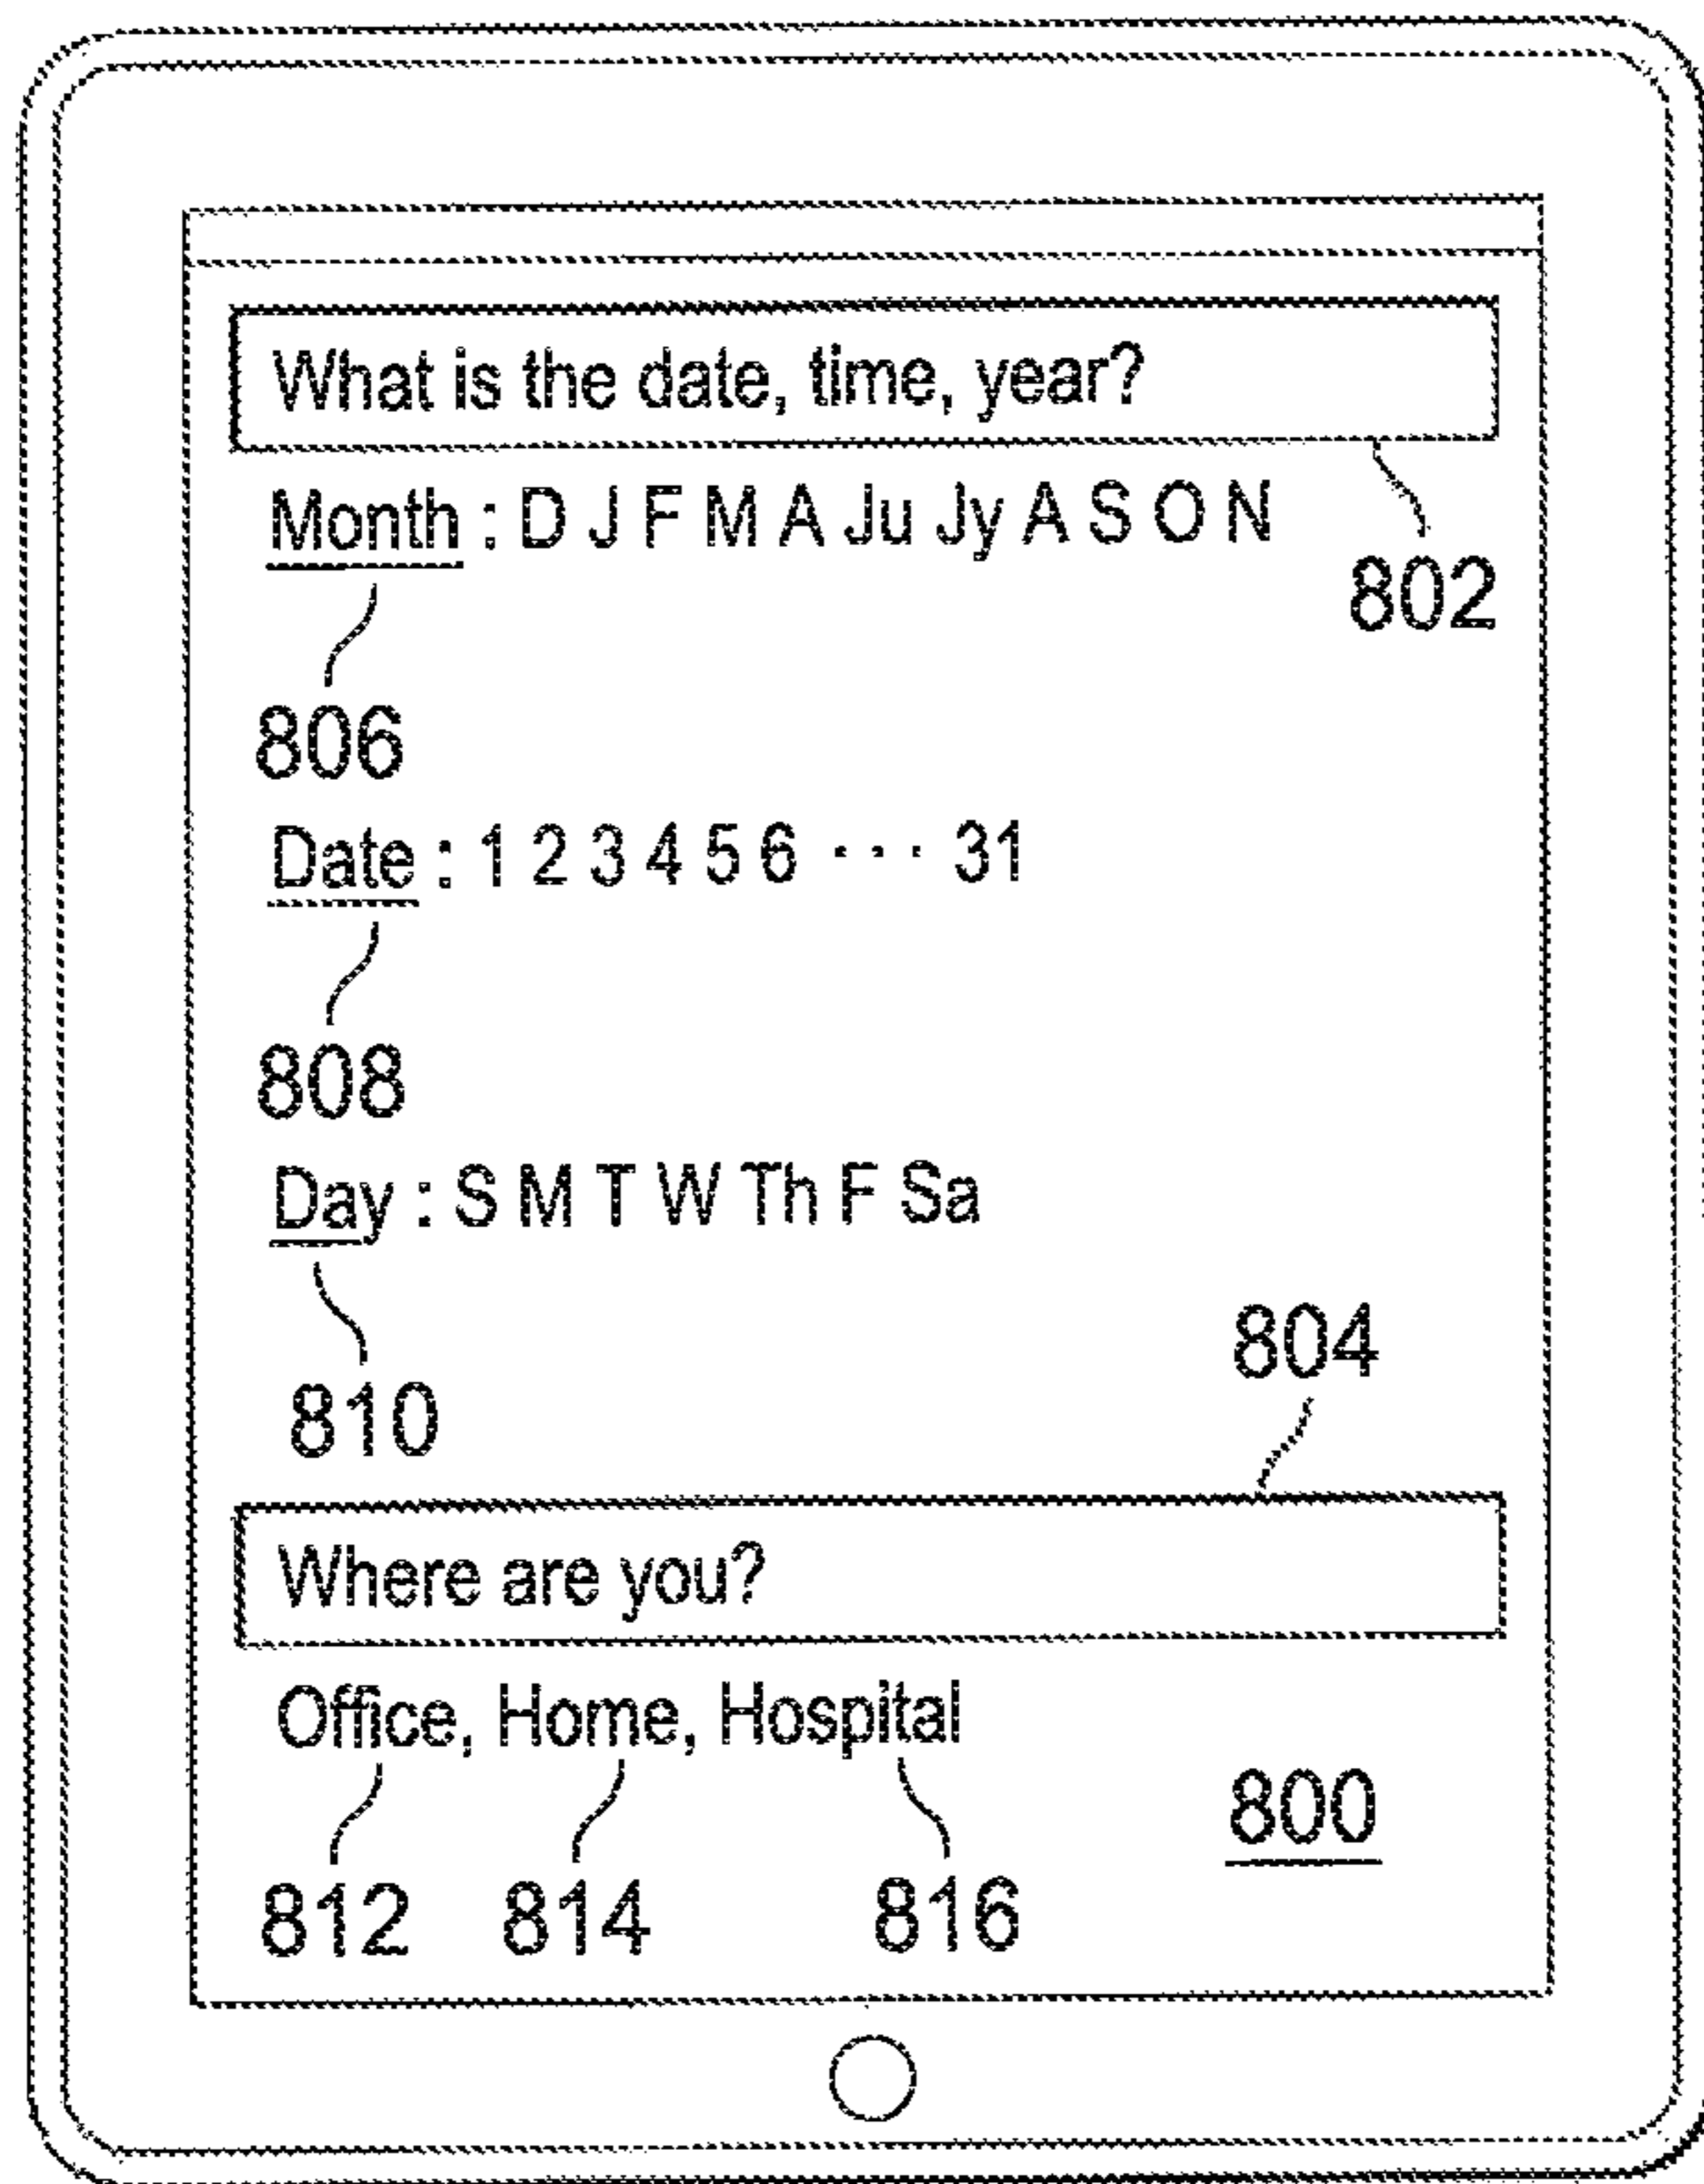 What is the date, time, year?
Month : D J F M A Ju Jy A S O N
802
806
Date : 1 2 3 4 5 6 · · · 31
808
Day : S M T W Th F Sa
804
810
Where are you?
Office, Home, Hospital
800
812 814 816